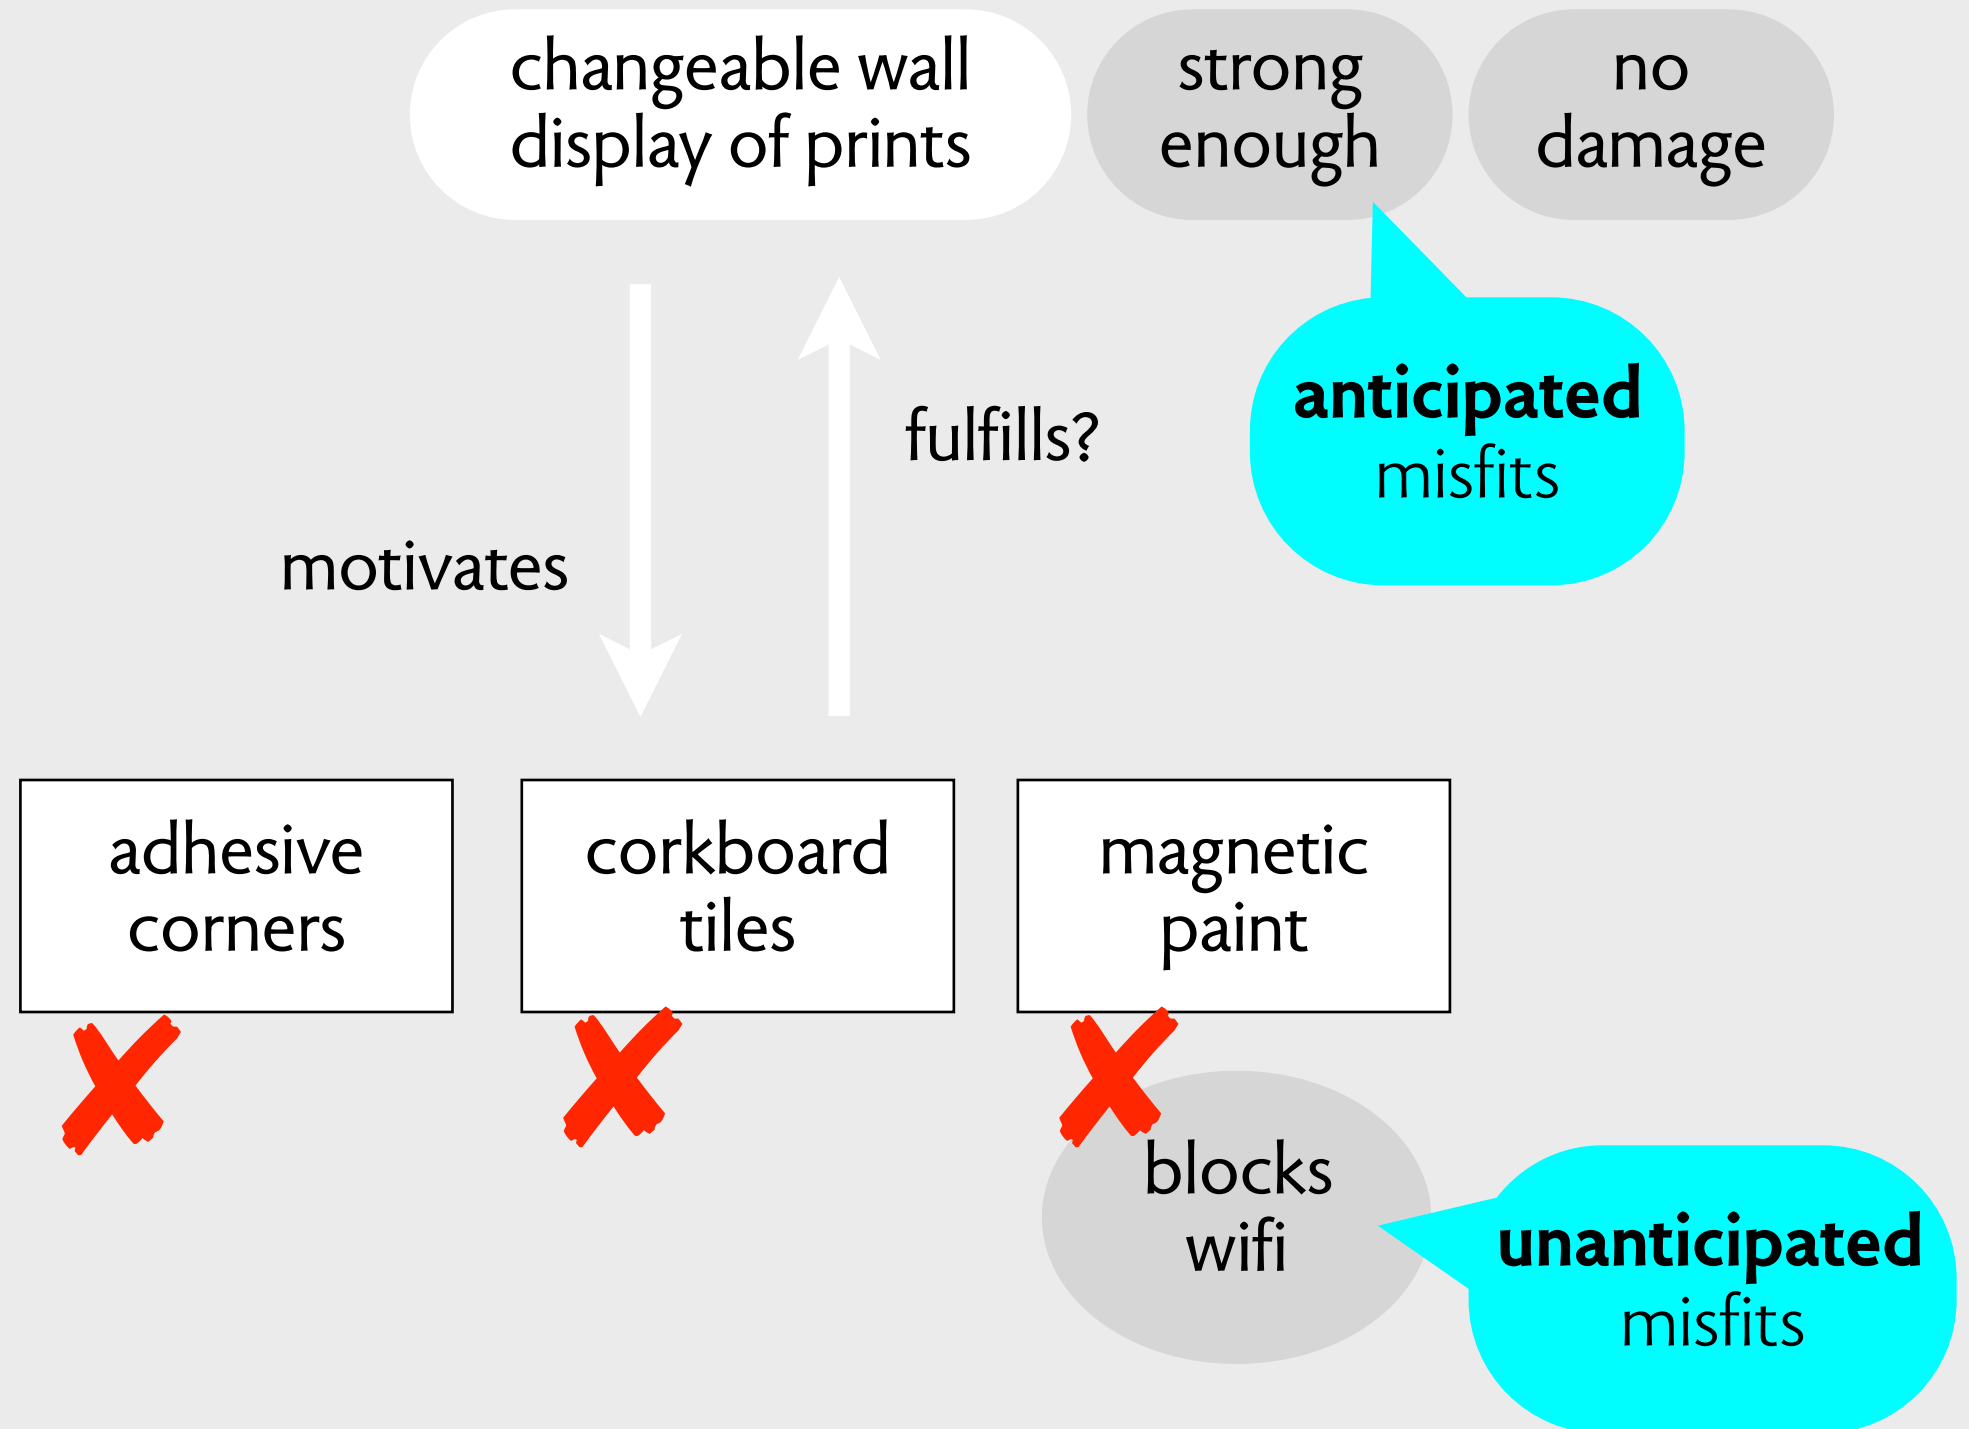 changeable wall
display of prints
strong
enough
no
damage
anticipated
misfits
fulfills?
motivates
adhesive
corners
corkboard
tiles
magnetic
paint
blocks
wifi
unanticipated
misfits